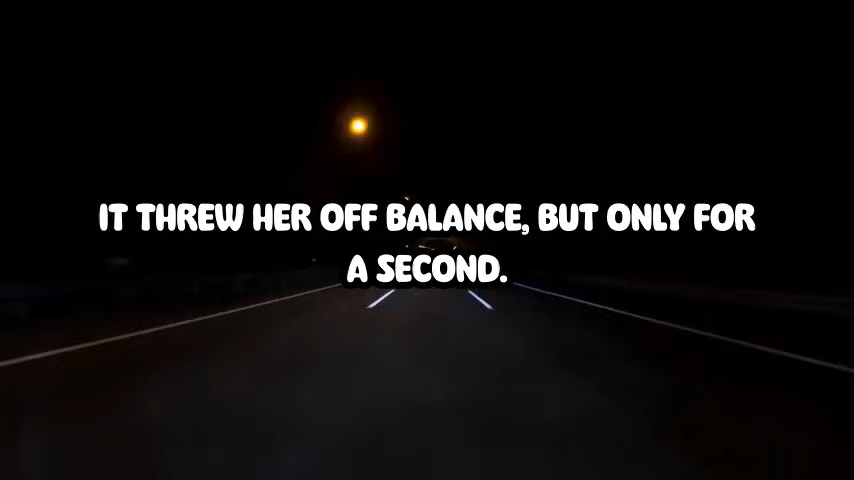 IT THREW HER OFF BALANCE, BUT ONLY FOR
A SECOND.